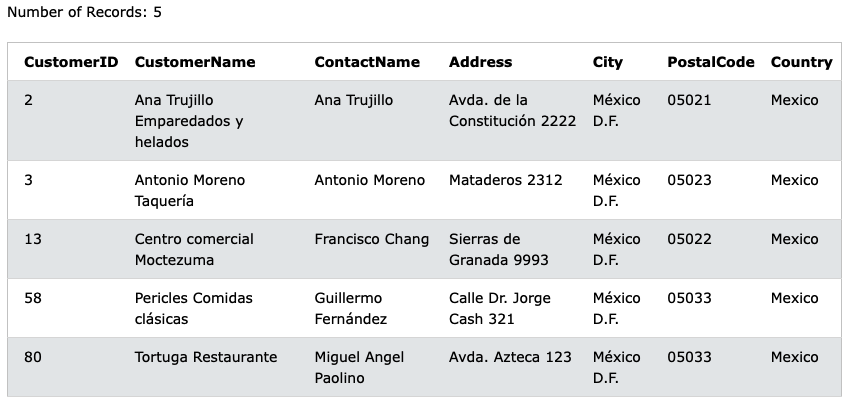 Number of Records: 5
CustomerID CustomerName ContactName Address City PostalCode Country
2 Ana Trujillo Ana Trujillo Avda. de la México 05021 Mexico
Emparedados y Constitución 2222 D.F.
helados
3 Antonio Moreno Antonio Moreno Mataderos 2312 México 05023 Mexico
Taquería D.F.
13 Centro comercial Francisco Chang Sierras de México 05022 Mexico
Moctezuma Granada 9993 D.F.
58 Pericles Comidas Guillermo Calle Dr. Jorge México 05033 Mexico
clásicas Fernández Cash 321 D.F.
80 Tortuga Restaurante Miguel Angel Avda. Azteca 123 México 05033 Mexico
Paolino D.F.